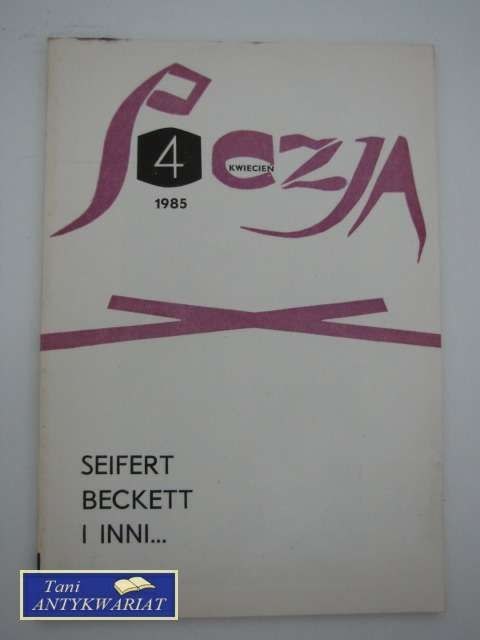 POEZJA
4
KWIECIEŃ
1985
SEIFERT
BECKETT
I INNI...
Tani
ANTYKWARIAT